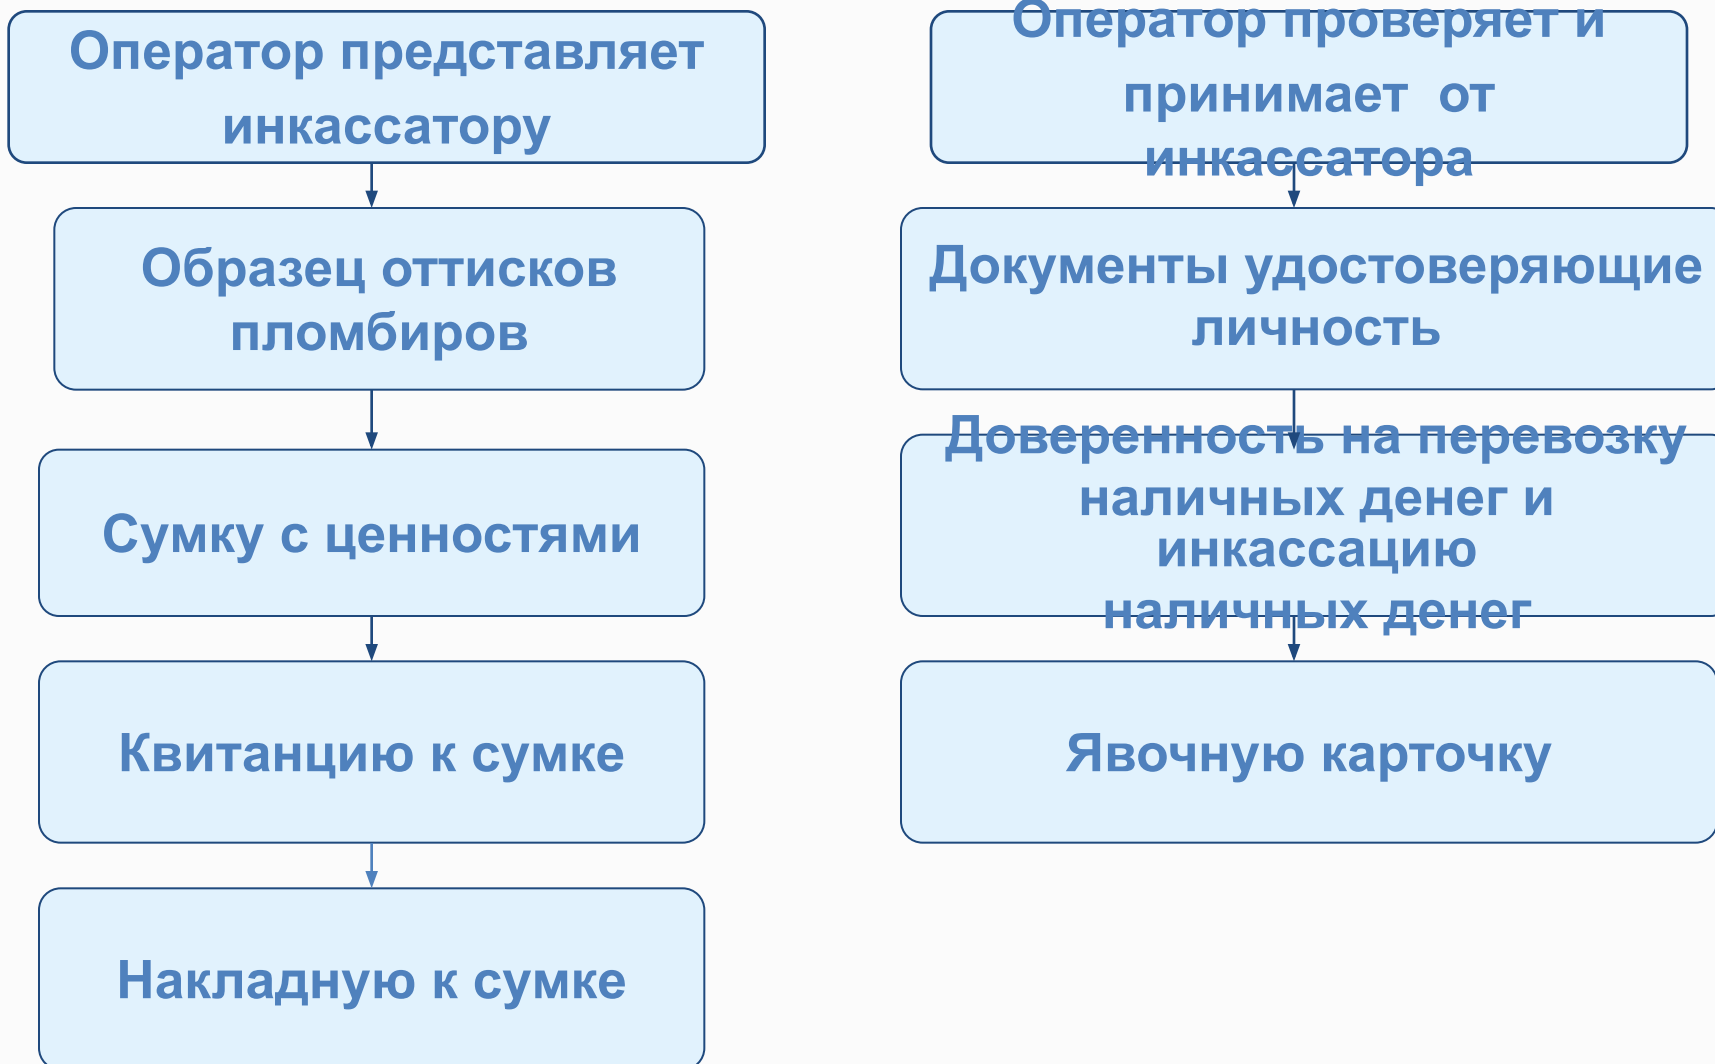 Оператор представляет
инкассатору
Образец оттисков
пломбиров
Сумку с ценностями
Квитанцию к сумке
Накладную к сумке
Оператор проверяет и
принимает от
инкассатора
Документы удостоверяющие
личность
Доверенность на перевозку
наличных денег и
инкассацию
наличных денег
Явочную карточку